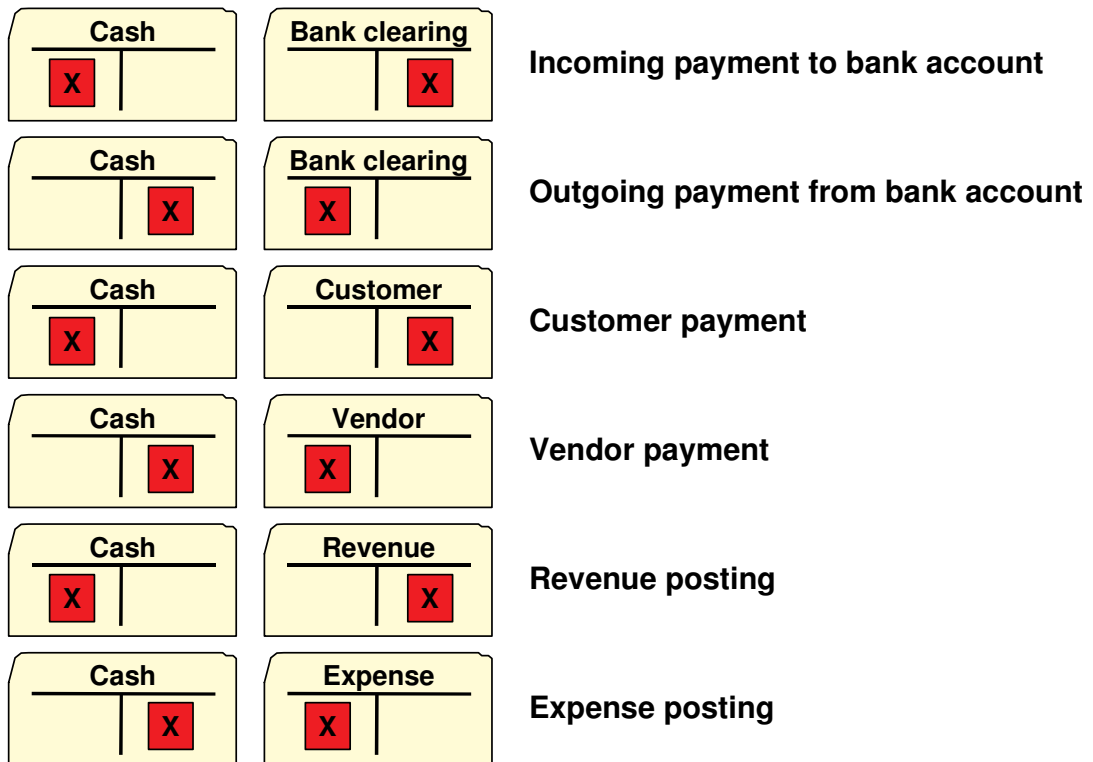 Cash Bank clearing
X X Incoming payment to bank account
Cash Bank clearing
X X Outgoing payment from bank account
Cash Customer
X X Customer payment
Cash Vendor
X X Vendor payment
Cash Revenue
X X Revenue posting
Cash Expense
X X Expense posting